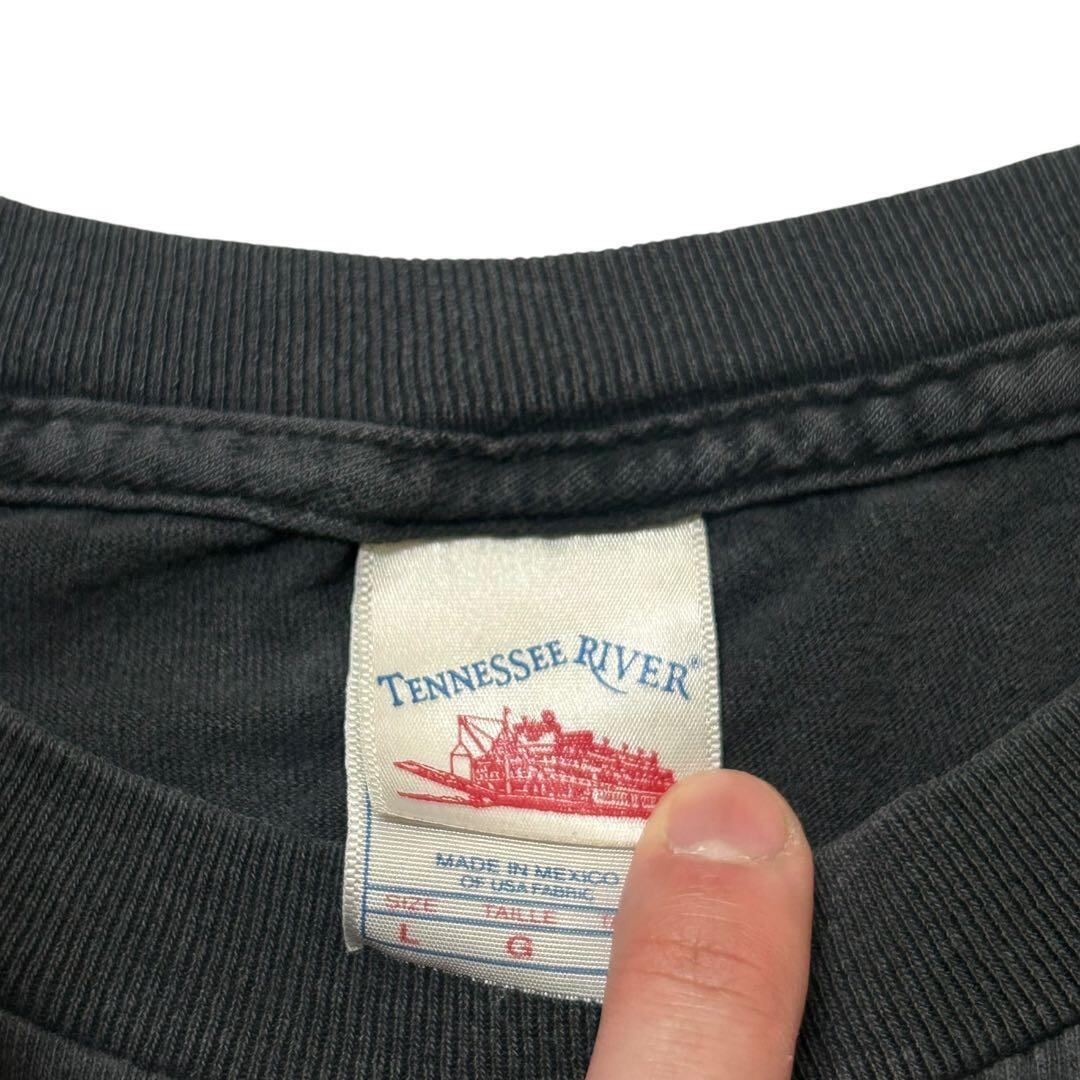 TENNESSEE RIVER®
MADE IN MEXICO
OF USA FABRIC
SIZE TAILLE
L G